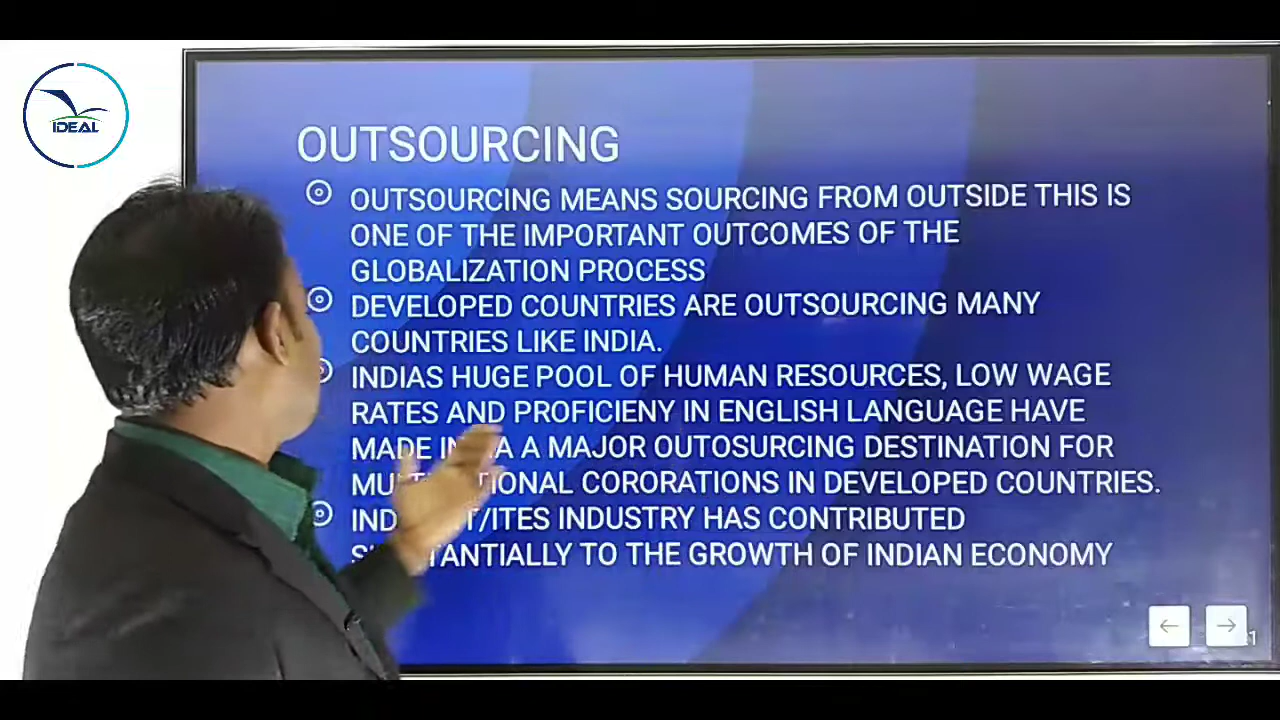 IDEAL
OUTSOURCING
OUTSOURCING MEANS SOURCING FROM OUTSIDE THIS IS
ONE OF THE IMPORTANT OUTCOMES OF THE
GLOBALIZATION PROCESS
DEVELOPED COUNTRIES ARE OUTSOURCING MANY
COUNTRIES LIKE INDIA.
INDIAS HUGE POOL OF HUMAN RESOURCES, LOW WAGE
RATES AND PROFICIENY IN ENGLISH LANGUAGE HAVE
MADE A MAJOR OUTOSURCING DESTINATION FOR
CORORATIONS IN DEVELOPED COUNTRIES.
INDUSTRY HAS CONTRIBUTED
TO THE GROWTH OF INDIAN ECONOMY